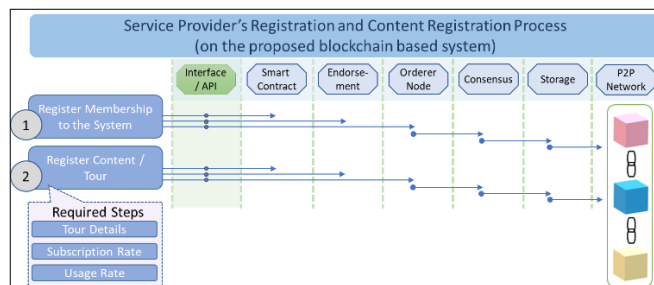 Service Provider's Registration and Content Registration Process
(on the proposed blockchain based system)
Interface
/ API
Smart
Contract
Endorse-
ment
Orderer
Node
Consensus
Storage
P2P
Network
1
Register Membership
to the System
2
Register Content /
Tour
Required Steps
Tour Details
Subscription Rate
Usage Rate